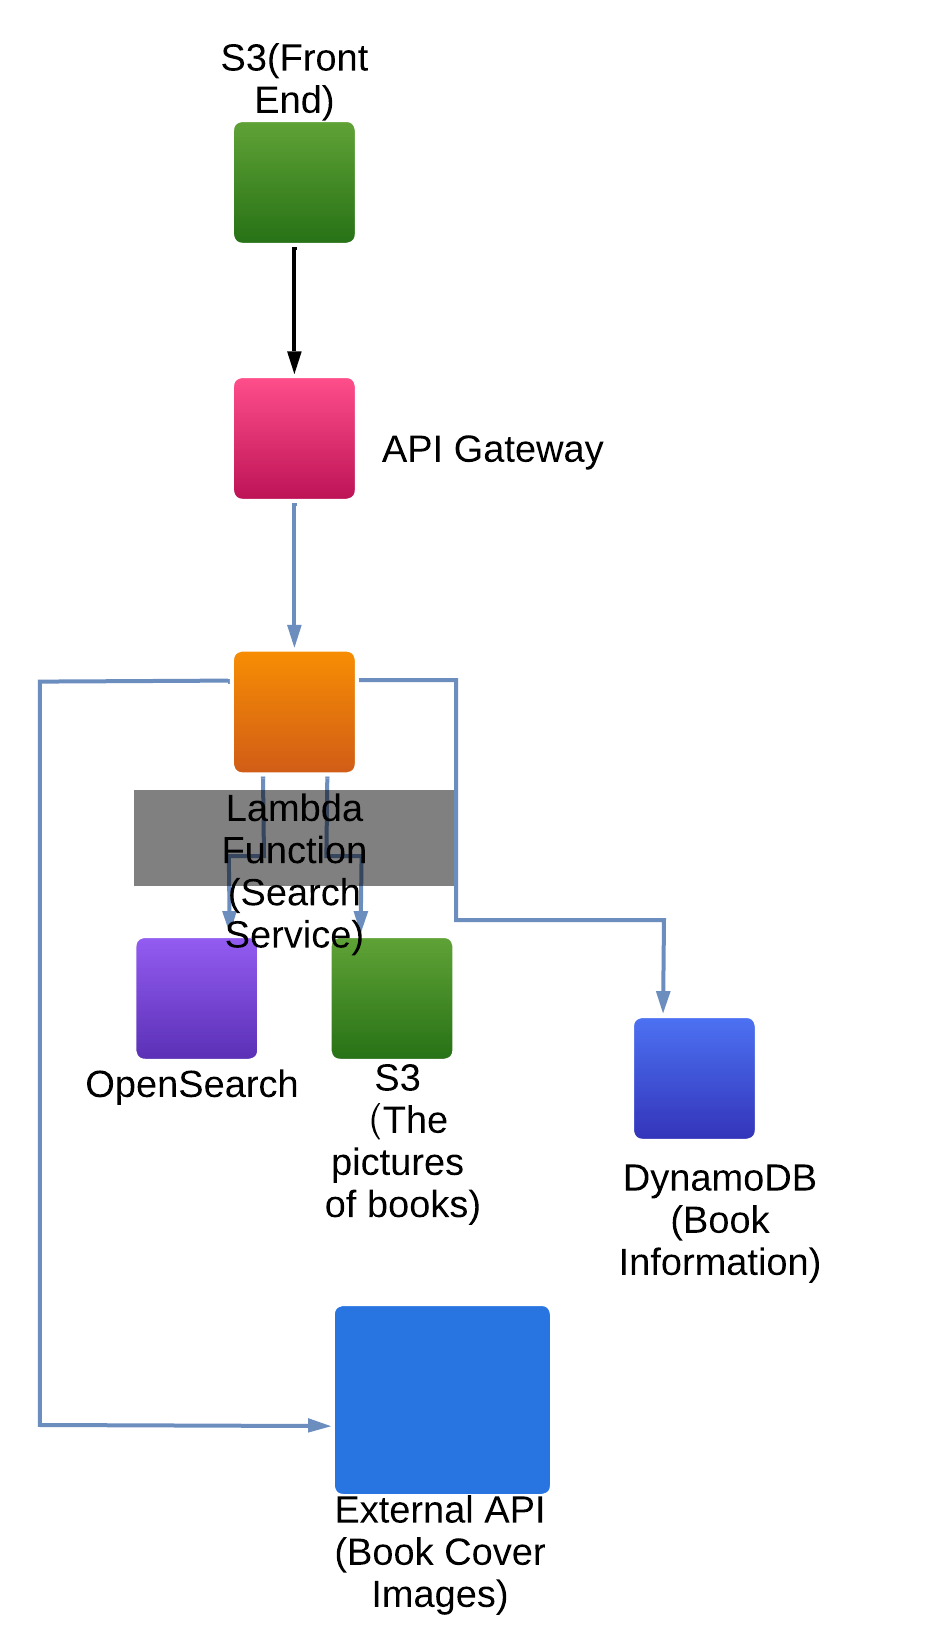 S3(Front
End)
API Gateway
Lambda
Function
(Search
Service)
OpenSearch
S3
（The
pictures
of books)
DynamoDB
(Book
Information)
External API
(Book Cover
Images)